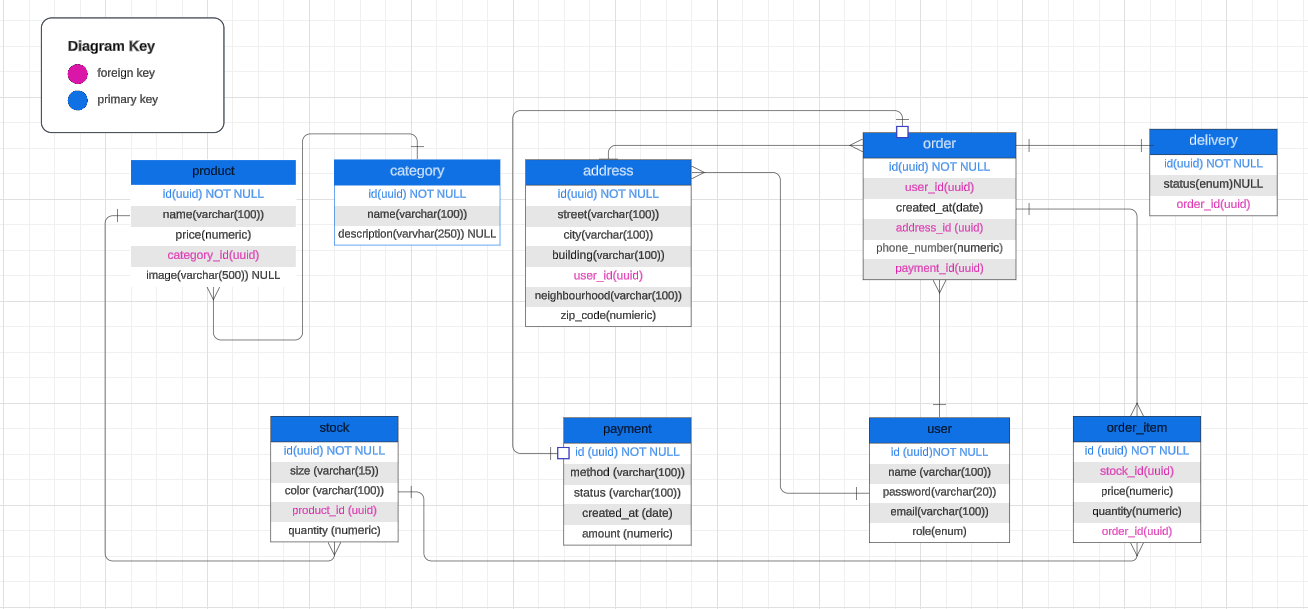 Diagram Key
foreign key
primary key
product
id(uuid) NOT NULL
name(varchar(100))
price(numeric)
category_id(uuid)
image(varchar(500)) NULL
category
id(uuid) NOT NULL
name(varchar(100))
description(varvhar(250)) NULL
address
id(uuid) NOT NULL
street(varchar(100))
city(varchar(100))
building(varchar(100))
user_id(uuid)
neighbourhood(varchar(100))
zip_code(numieric)
order
id(uuid) NOT NULL
user_id(uuid)
created_at(date)
address_id (uuid)
phone_number(numeric)
payment_id(uuid)
delivery
id(uuid) NOT NULL
status(enum)NULL
order_id(uuid)
stock
id(uuid) NOT NULL
size (varchar(15))
color (varchar(100))
product_id (uuid)
quantity (numeric)
payment
id (uuid) NOT NULL
method (varchar(100))
status (varchar(100))
created_at (date)
amount (numeric)
user
id (uuid)NOT NULL
name (varchar(100))
password(varchar(20))
email(varchar(100))
role(enum)
order_item
id (uuid) NOT NULL
stock_id(uuid)
price(numeric)
quantity(numeric)
order_id(uuid)